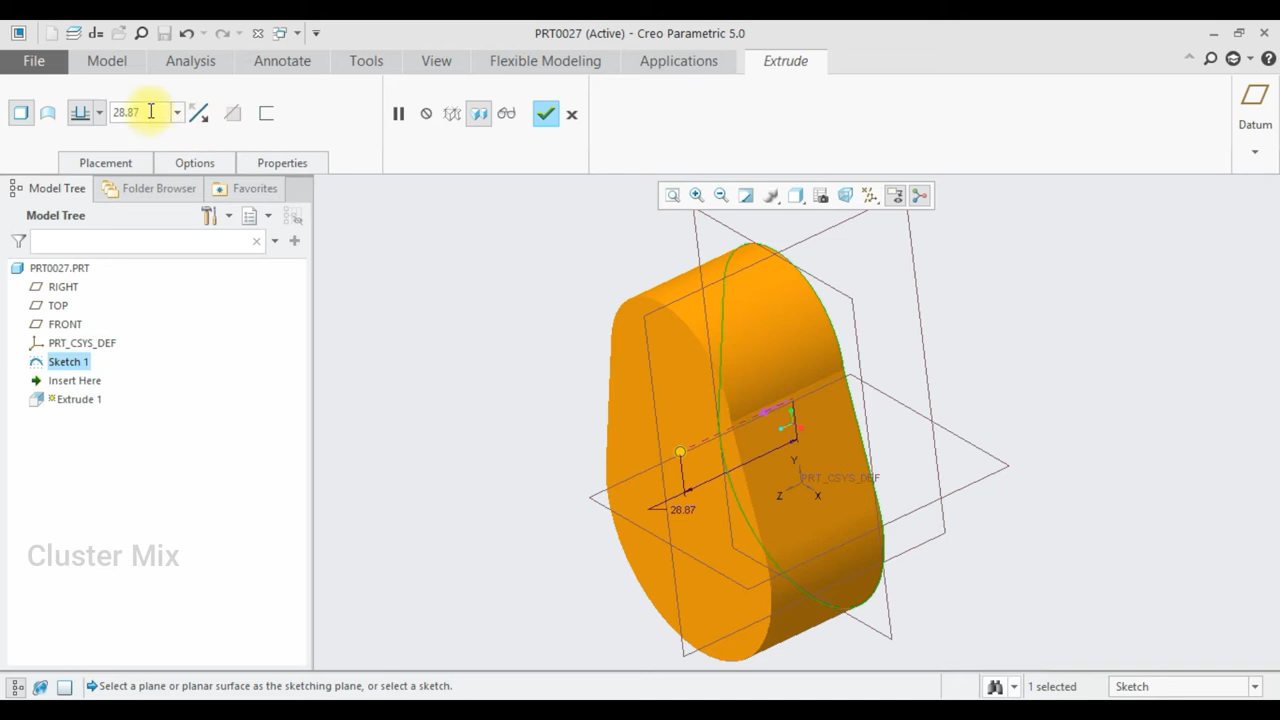 PRT0027 (Active) - Creo Parametric 5.0
File Model Analysis Annotate Tools View Flexible Modeling Applications Extrude
28.87
Datum
Placement Options Properties
Model Tree Folder Browser Favorites
Model Tree
PRT0027.PRT
RIGHT
TOP
FRONT
PRT_CSYS_DEF
Sketch 1
Insert Here
Extrude 1
Y
PRT_CSYS_DEF
Z X
28.87
Cluster Mix
Select a plane or planar surface as the sketching plane, or select a sketch.
1 selected
Sketch